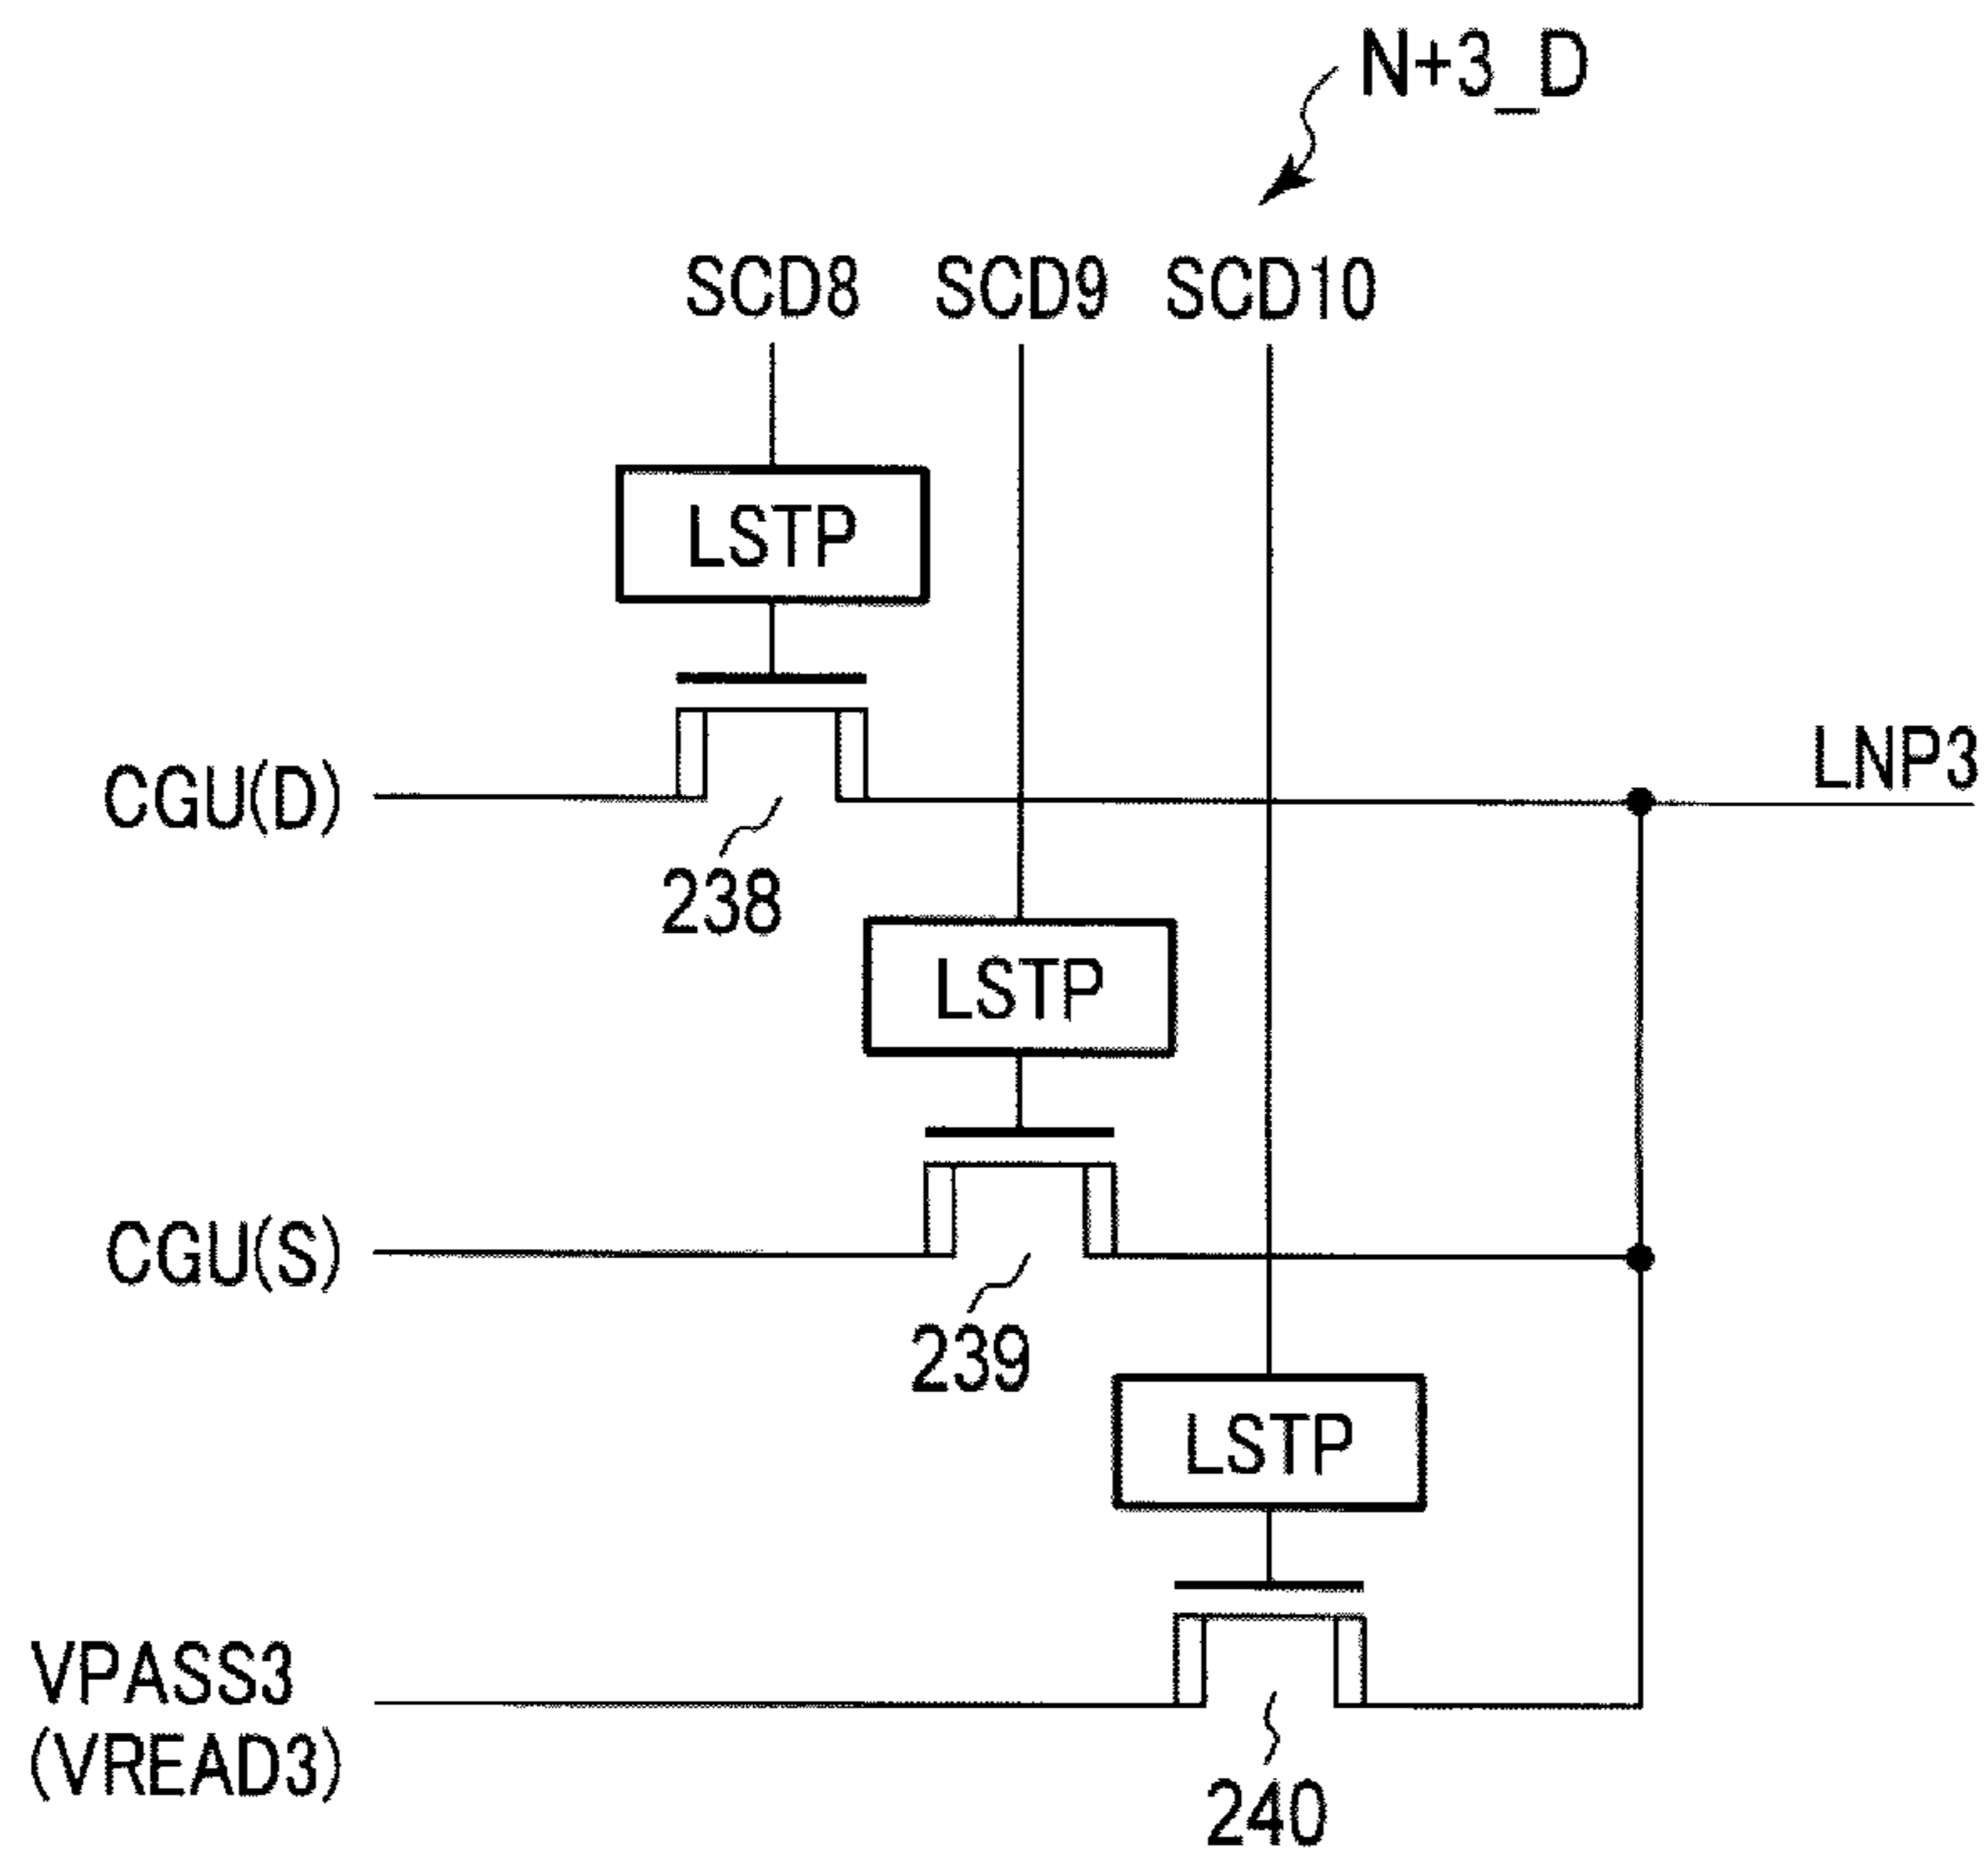 N+3_D
SCD8 SCD9 SCD10
LSTP
LNP3
CGU(D)
238
LSTP
CGU(S)
239
LSTP
VPASS3
(VREAD3)
240